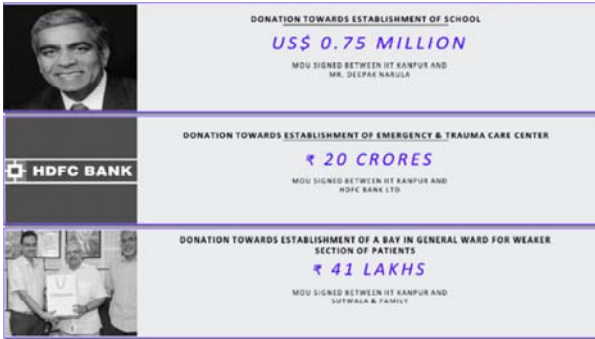 DONATION TOWARDS ESTABLISHMENT OF SCHOOL
US$ 0.75 MILLION
MOU SIGNED BETWEEN IIT KANPUR AND
MR. DEEPAK NARULA
DONATION TOWARDS ESTABLISHMENT OF EMERGENCY & TRAUMA CARE CENTER
HDFC BANK
₹ 20 CRORES
MOU SIGNED BETWEEN IIT KANPUR AND
HDFC BANK LTD
DONATION TOWARDS ESTABLISHMENT OF A BAY IN GENERAL WARD FOR WEAKER
SECTION OF PATIENTS
₹ 41 LAKHS
MOU SIGNED BETWEEN IIT KANPUR AND
SUTWALA & FAMILY